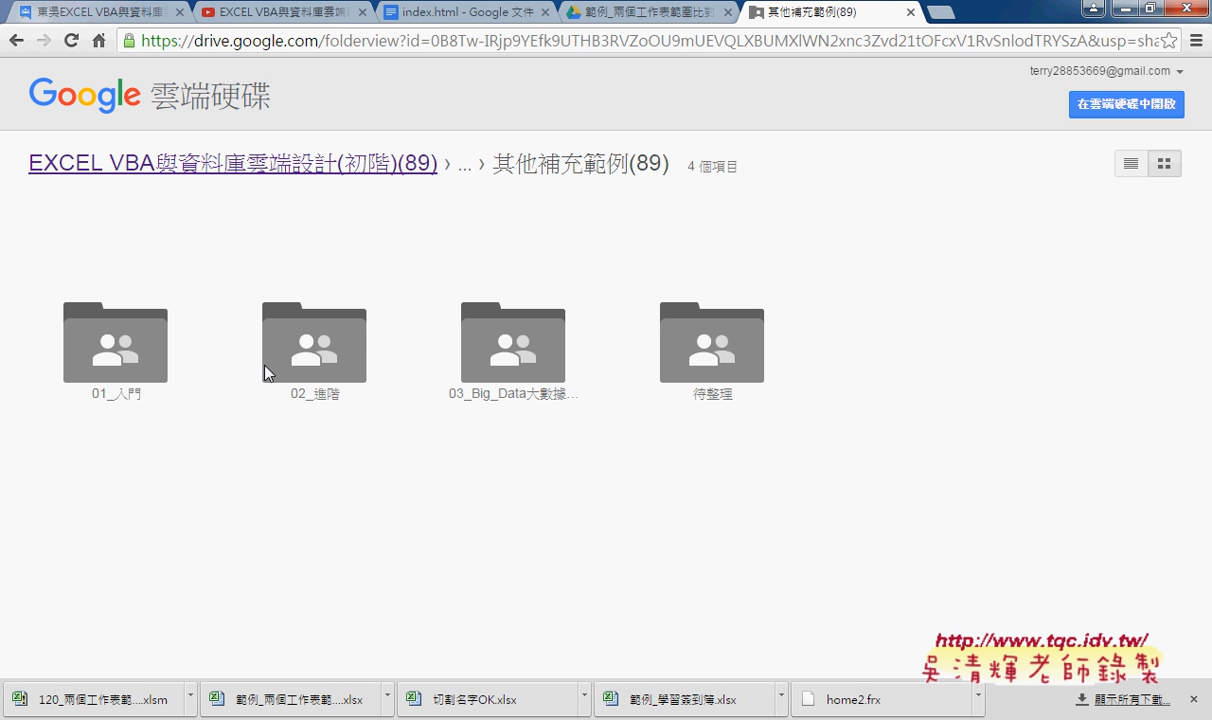 東吳EXCEL VBA與資料庫
EXCEL VBA與資料庫雲端
index.html - Google 文件
範例_兩個工作表範圍比對
其他補充範例(89)
https://drive.google.com/folderview?id=0B8Tw-IRjp9YEfk9UTHB3RVZoOU9mUEVQLXBUMXlWN2xnc3Zvd21tOFcxV1RvSnlodTRYSzA&usp=sha
terry28853669@gmail.com
Google 雲端硬碟
在雲端硬碟中開啟
EXCEL VBA與資料庫雲端設計(初階)(89) › ... › 其他補充範例(89) 4 個項目
01_入門
02_進階
03_Big_Data大數據...
待整理
http://www.tqc.idv.tw/
吳清輝老師錄製
120_兩個工作表範....xlsm
範例_兩個工作表範....xlsx
切割名字OK.xlsx
範例_學習簽到簿.xlsx
home2.frx
顯示所有下載...